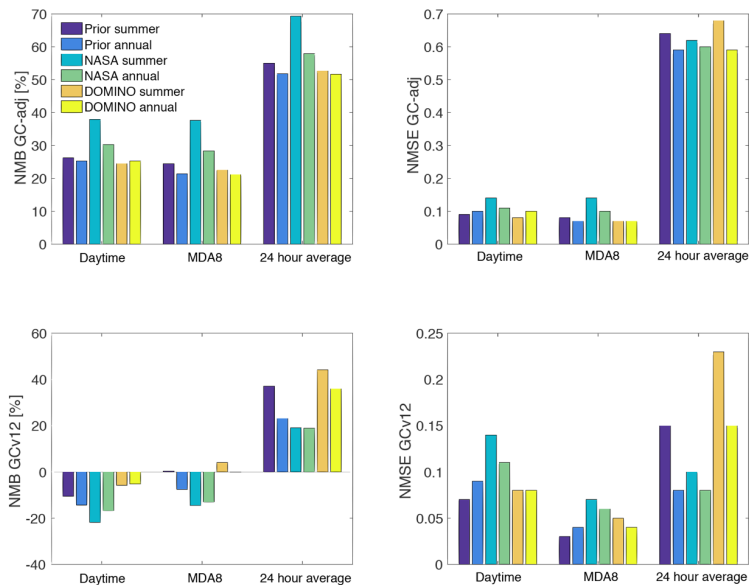 70
60
50
40
30
20
10
0
NMB GC-adj [%]
Prior summer
Prior annual
NASA summer
NASA annual
DOMINO summer
DOMINO annual
Daytime MDA8 24 hour average
0.7
0.6
0.5
0.4
0.3
0.2
0.1
0
NMSE GC-adj
Daytime MDA8 24 hour average
60
40
20
0
-20
-40
NMB GCv12 [%]
Daytime MDA8 24 hour average
0.25
0.2
0.15
0.1
0.05
0
NMSE GCv12
Daytime MDA8 24 hour average